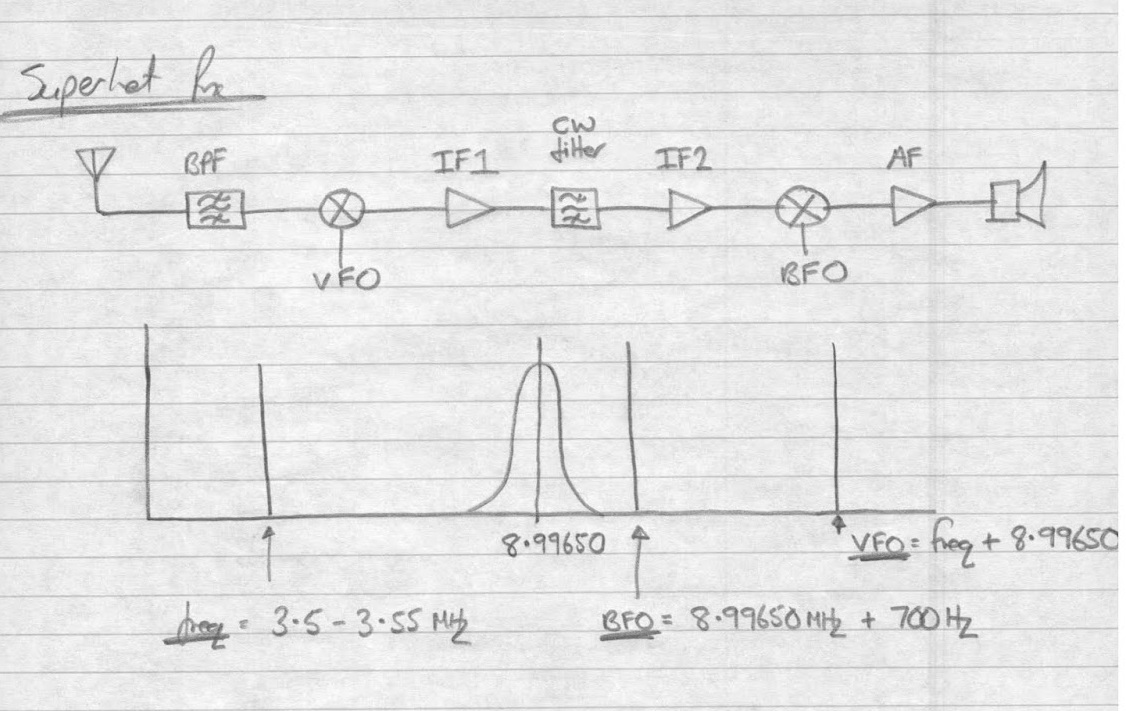 Superhet Rx
BPF
IF1
CW
filter
IF2
AF
VFO
BFO
8.99650
VFO = freq + 8.99650
freq = 3.5 - 3.55 MHz
BFO = 8.99650 MHz + 700 Hz